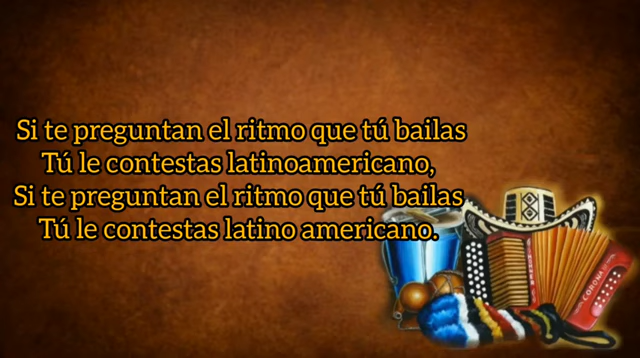 Si te preguntan el ritmo que tú bailas
Tú le contestas latinoamericano,
Si te preguntan el ritmo que tú bailas
Tú le contestas latino americano.
CORONA